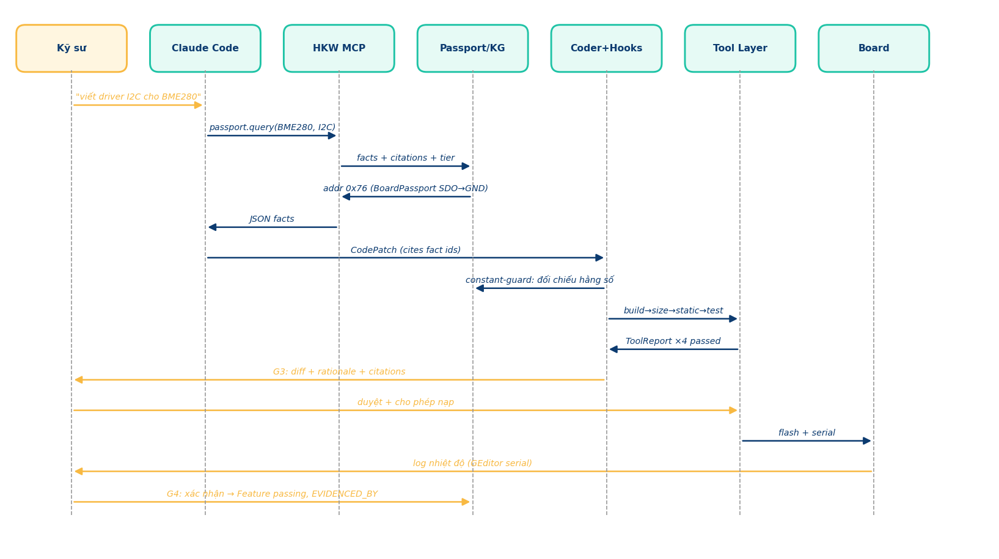 Kỹ sư
Claude Code
HKW MCP
Passport/KG
Coder+Hooks
Tool Layer
Board
"viết driver I2C cho BME280"
passport.query(BME280, I2C)
facts + citations + tier
addr 0x76 (BoardPassport SDO→GND)
JSON facts
CodePatch (cites fact ids)
constant-guard: đối chiếu hằng số
build→size→static→test
ToolReport ×4 passed
G3: diff + rationale + citations
duyệt + cho phép nạp
flash + serial
log nhiệt độ (GEditor serial)
G4: xác nhận → Feature passing, EVIDENCED_BY